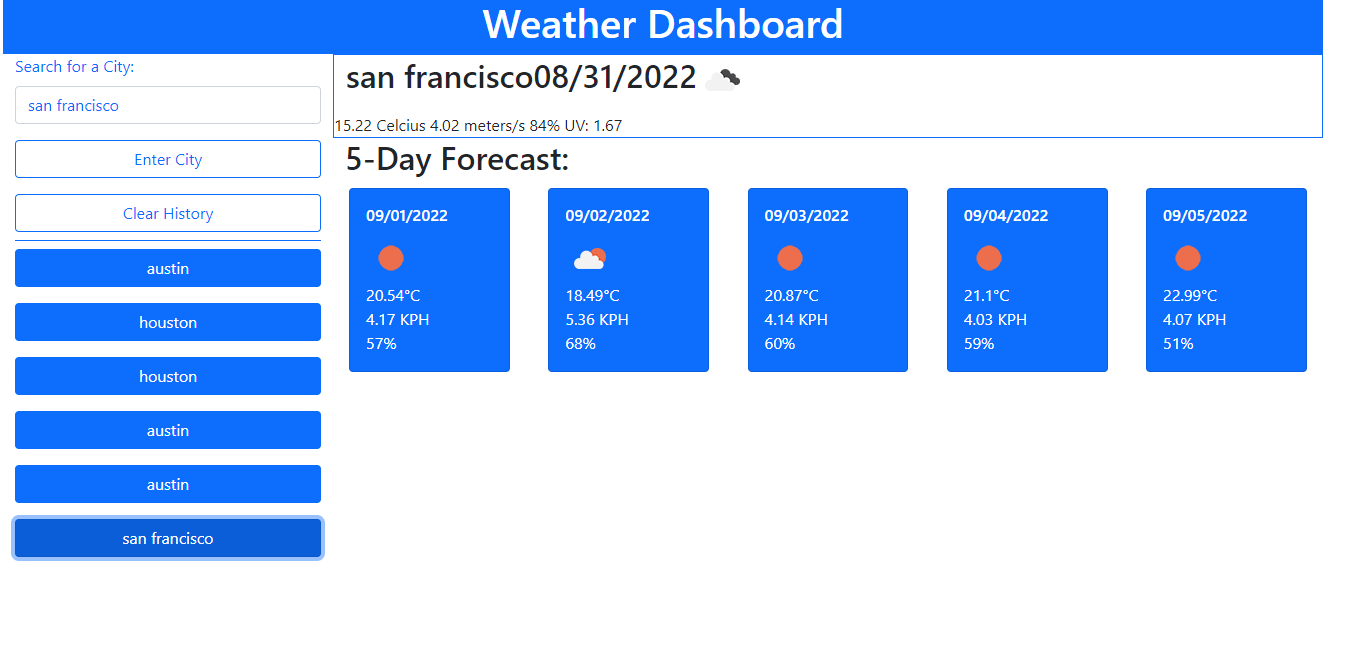 Weather Dashboard
Search for a City:
san francisco
Enter City
Clear History
austin
houston
houston
austin
austin
san francisco
san francisco08/31/2022
15.22 Celcius 4.02 meters/s 84% UV: 1.67
5-Day Forecast:
09/01/2022
20.54°C
4.17 KPH
57%
09/02/2022
18.49°C
5.36 KPH
68%
09/03/2022
20.87°C
4.14 KPH
60%
09/04/2022
21.1°C
4.03 KPH
59%
09/05/2022
22.99°C
4.07 KPH
51%